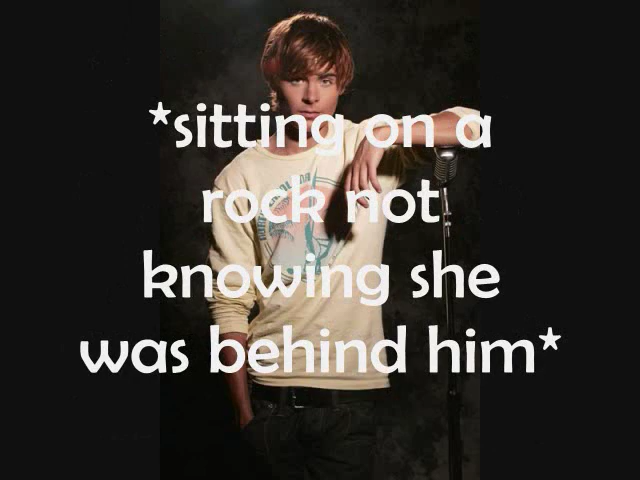 *sitting on a
rock not
knowing she
was behind him*